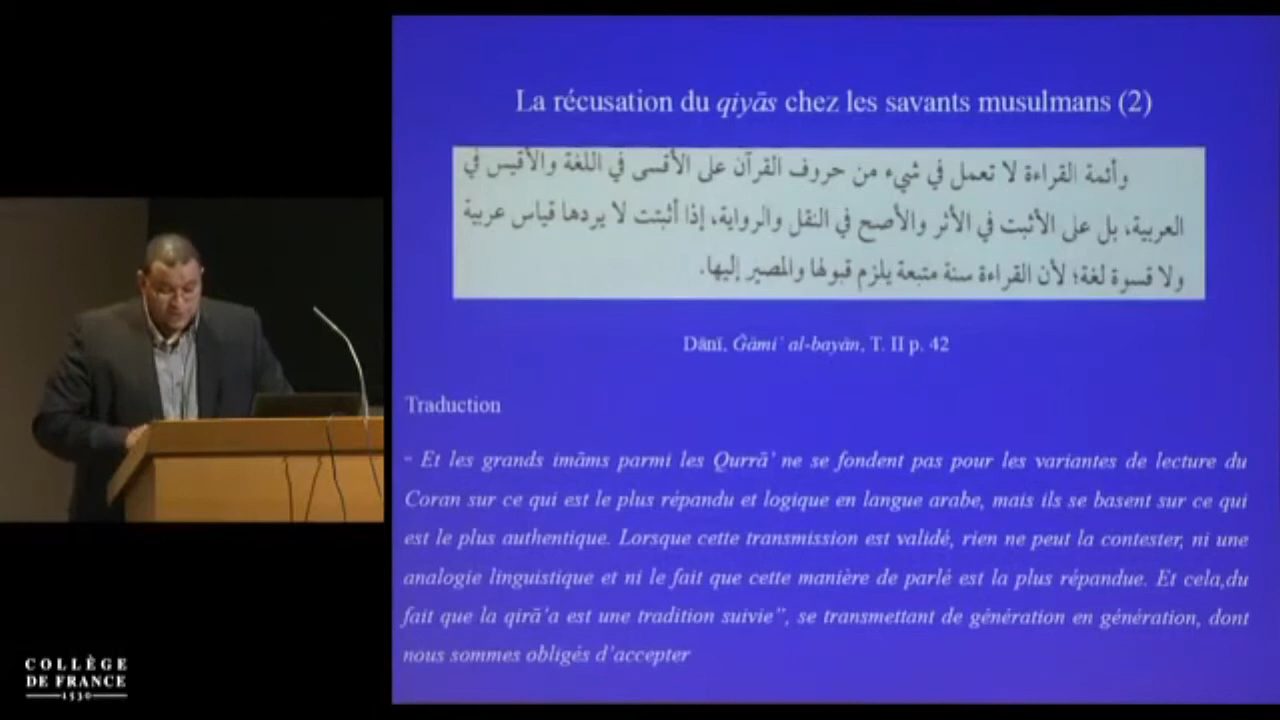 La récusation du qiyās chez les savants musulmans (2)
وأئمة القراءة لا تعمل في شيء من حروف القرآن على الأقسى في اللغة والأقيس في
العربية، بل على الأثبت في الأثر والأصح في النقل والرواية، إذا أثبتت لا يردها قياس عربية
ولا قسوة لغة؛ لأن القراءة سنة متبعة يلزم قبولها والمصير إليها.
Dānī, Ĝāmiʿ al-bayān, T. II p. 42
Traduction
- Et les grands imāms parmi les Qurrā’ ne se fondent pas pour les variantes de lecture du
Coran sur ce qui est le plus répandu et logique en langue arabe, mais ils se basent sur ce qui
est le plus authentique. Lorsque cette transmission est validé, rien ne peut la contester, ni une
analogie linguistique et ni le fait que cette manière de parlé est la plus répandue. Et cela,du
fait que la qirā’a est une tradition suivie”, se transmettant de génération en génération, dont
nous sommes obligés d’accepter
COLLÈGE
DE FRANCE
1530